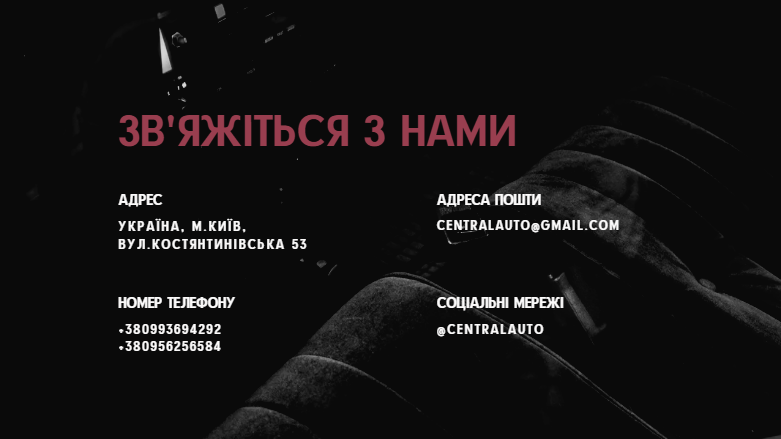 ЗВ'ЯЖІТЬСЯ З НАМИ
АДРЕС
УКРАЇНА, М.КИЇВ,
ВУЛ.КОСТЯНТИНІВСЬКА 53
АДРЕСА ПОШТИ
CENTRALAUTO@GMAIL.COM
НОМЕР ТЕЛЕФОНУ
+380993694292
+380956256584
СОЦІАЛЬНІ МЕРЕЖІ
@CENTRALAUTO